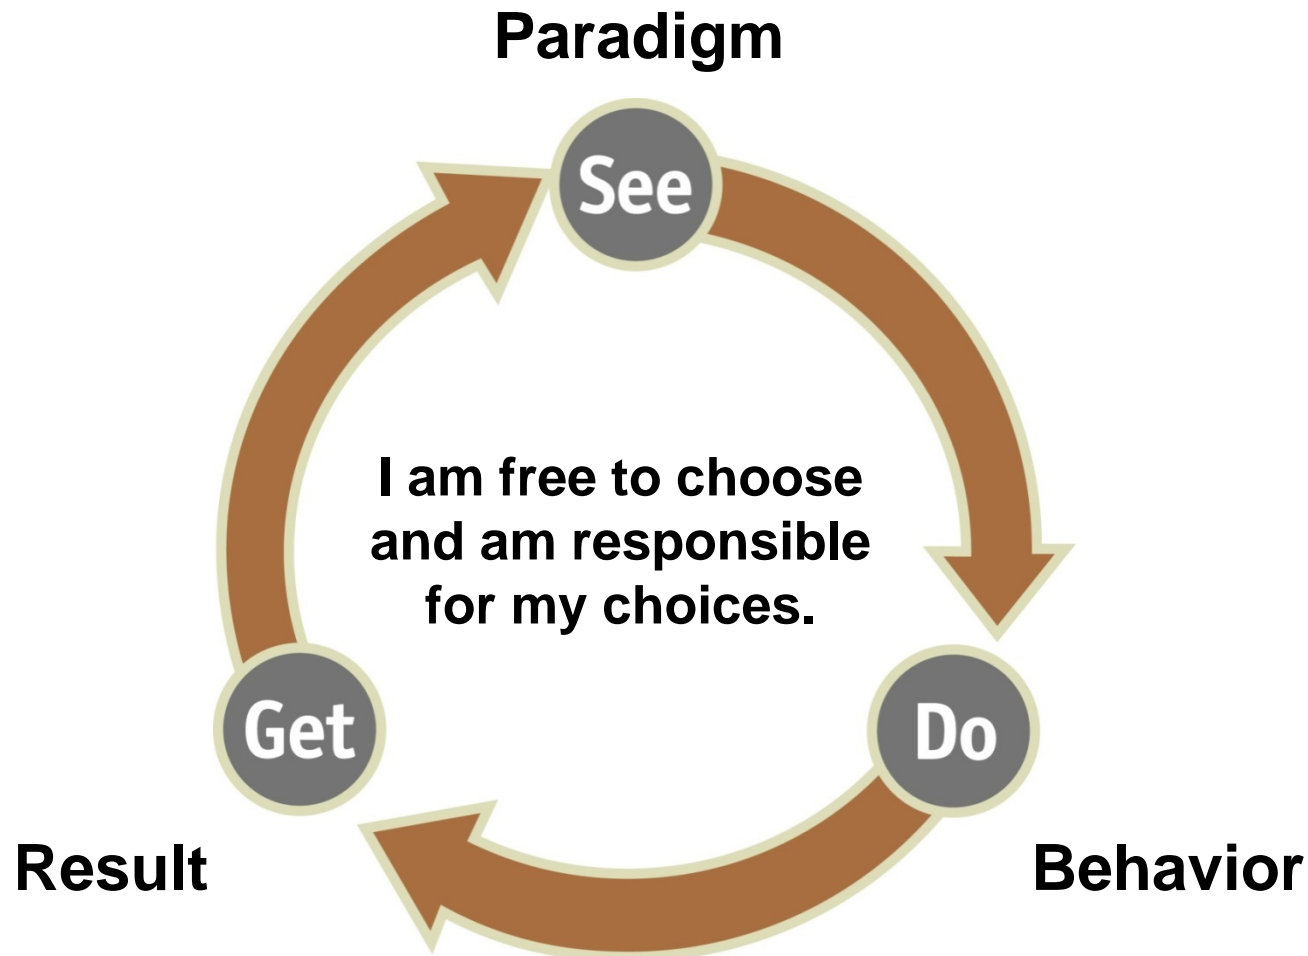 Paradigm
See
I am free to choose
and am responsible
for my choices.
Get
Do
Result
Behavior